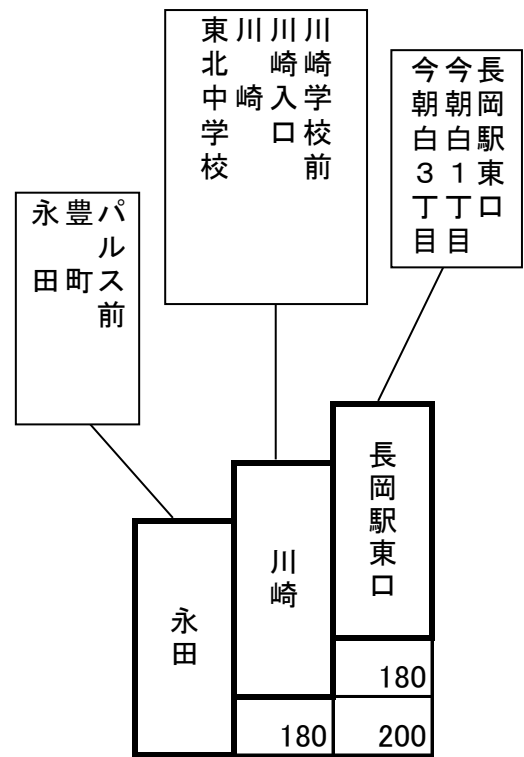 長岡駅東口
今朝白１丁目
今朝白３丁目
川崎学校前
川崎入口
川崎
東北中学校
パルス前
豊町
永田
長岡駅東口
川崎
永田
180
180
200